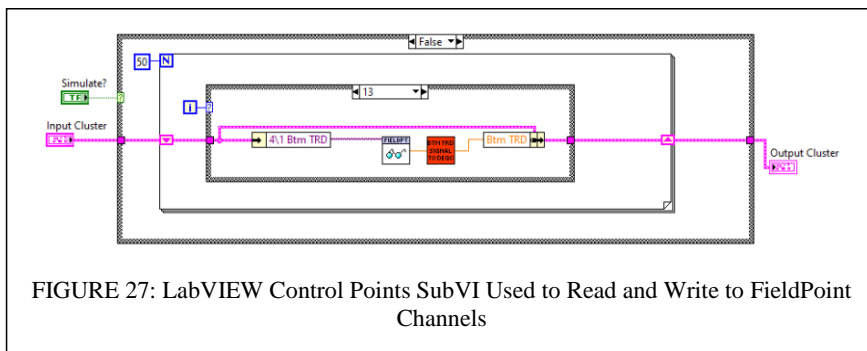 False
50 N
Simulate?
TF
13
i
Input Cluster
4\1 Btm TRD
FIELDPT
BTM TRD
SIGNAL
TO DEGC
Btm TRD
Output Cluster
FIGURE 27: LabVIEW Control Points SubVI Used to Read and Write to FieldPoint
Channels